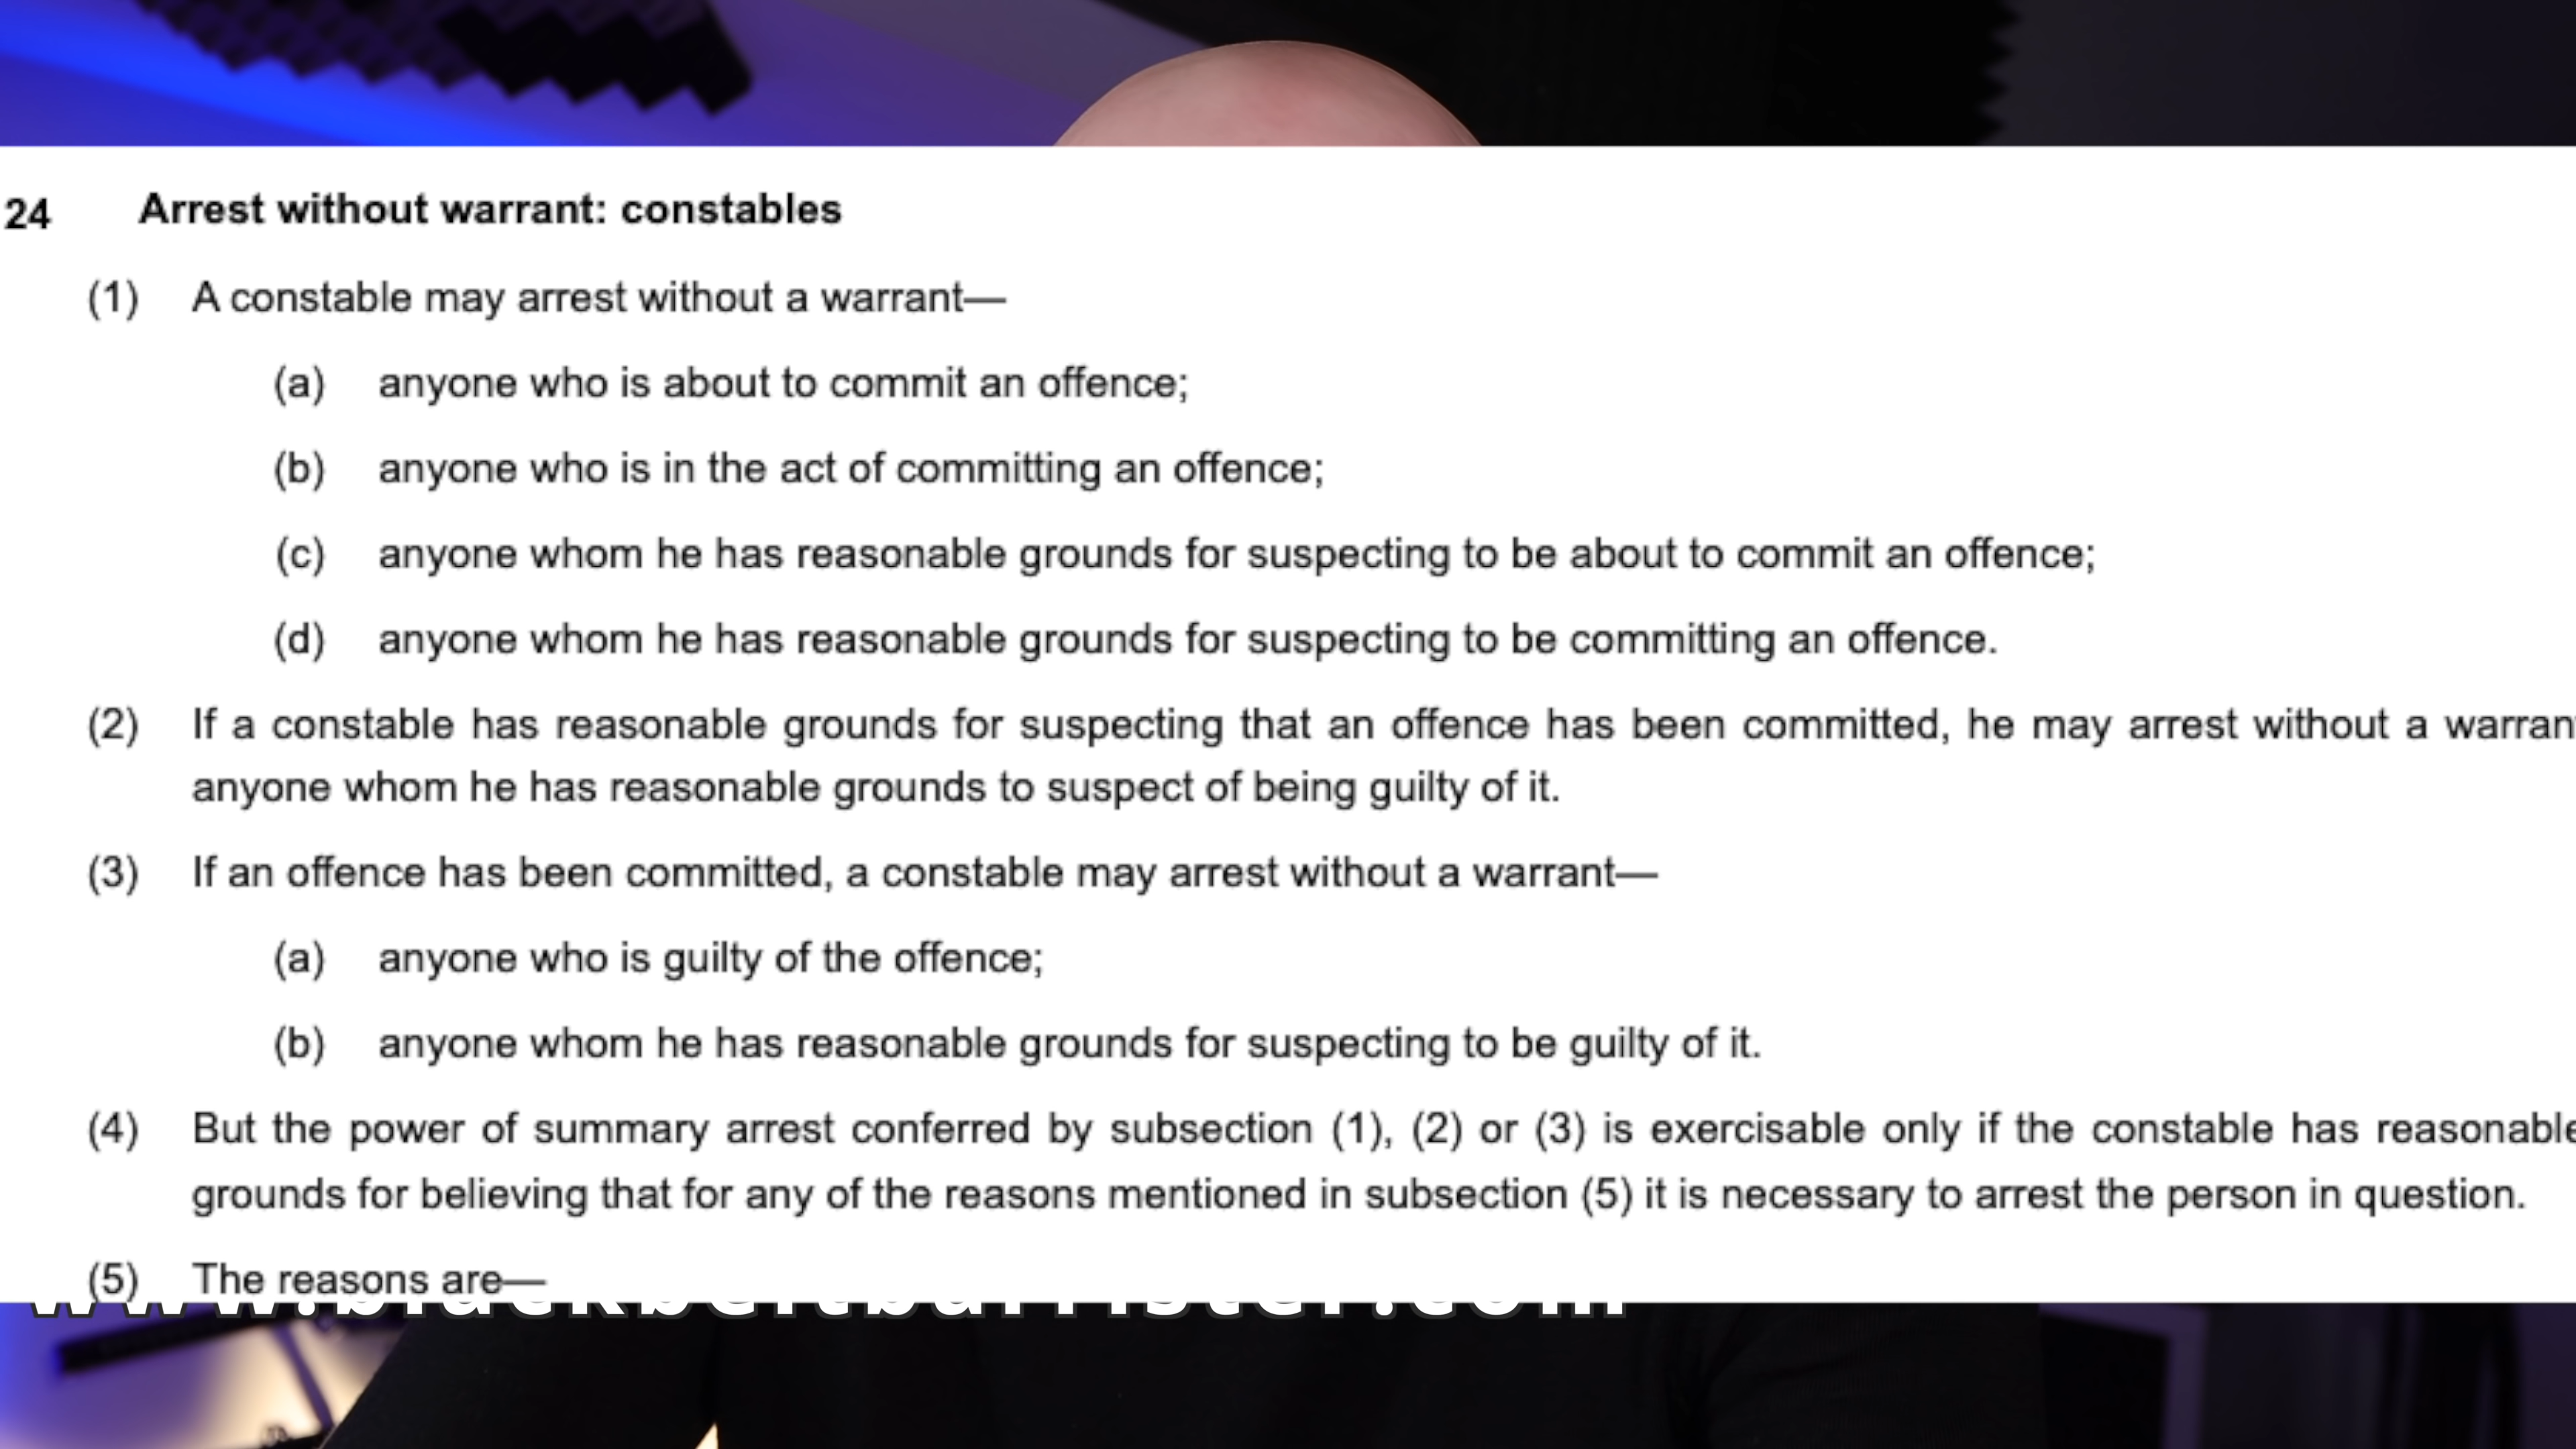 24 Arrest without warrant: constables
(1) A constable may arrest without a warrant—
(a) anyone who is about to commit an offence;
(b) anyone who is in the act of committing an offence;
(c) anyone whom he has reasonable grounds for suspecting to be about to commit an offence;
(d) anyone whom he has reasonable grounds for suspecting to be committing an offence.
(2) If a constable has reasonable grounds for suspecting that an offence has been committed, he may arrest without a warran
anyone whom he has reasonable grounds to suspect of being guilty of it.
(3) If an offence has been committed, a constable may arrest without a warrant—
(a) anyone who is guilty of the offence;
(b) anyone whom he has reasonable grounds for suspecting to be guilty of it.
(4) But the power of summary arrest conferred by subsection (1), (2) or (3) is exercisable only if the constable has reasonable
grounds for believing that for any of the reasons mentioned in subsection (5) it is necessary to arrest the person in question.
(5) The reasons are—
www.blackbeltbarrister.com